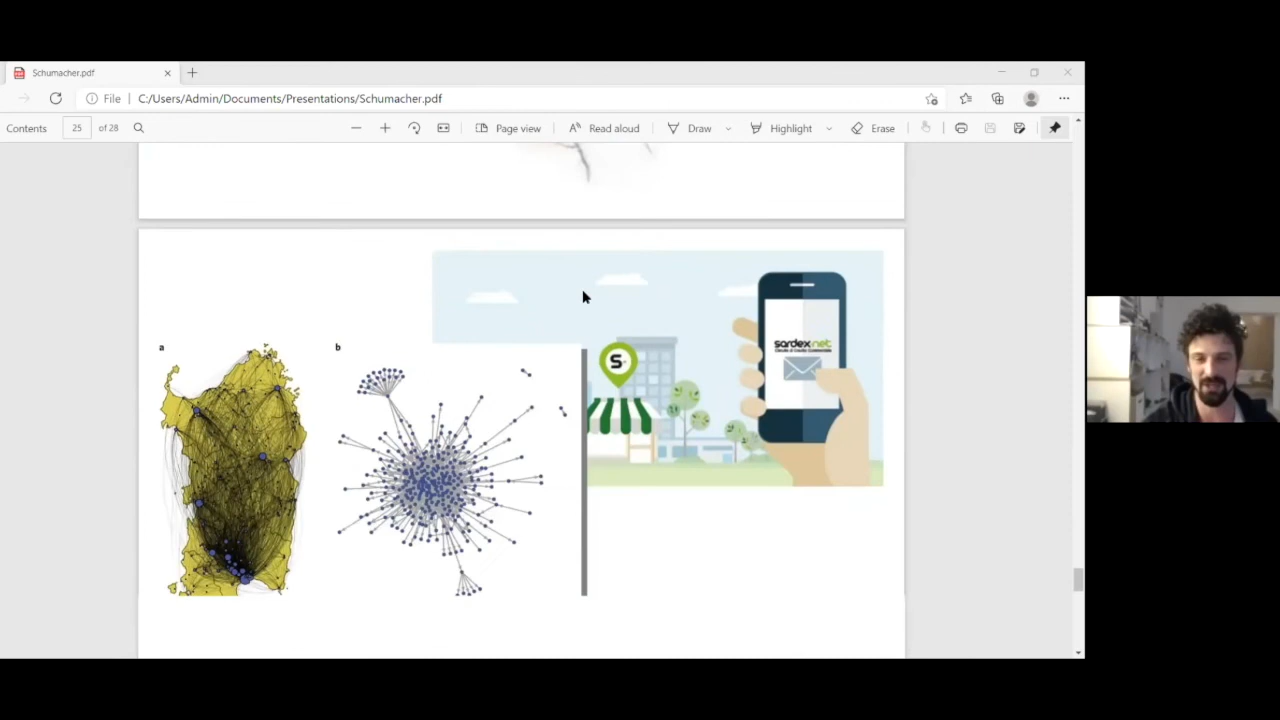 Schumacher.pdf
File
C:/Users/Admin/Documents/Presentations/Schumacher.pdf
Contents
25
of 28
Page view
Read aloud
Draw
Highlight
Erase
a
b
S
sardex.net